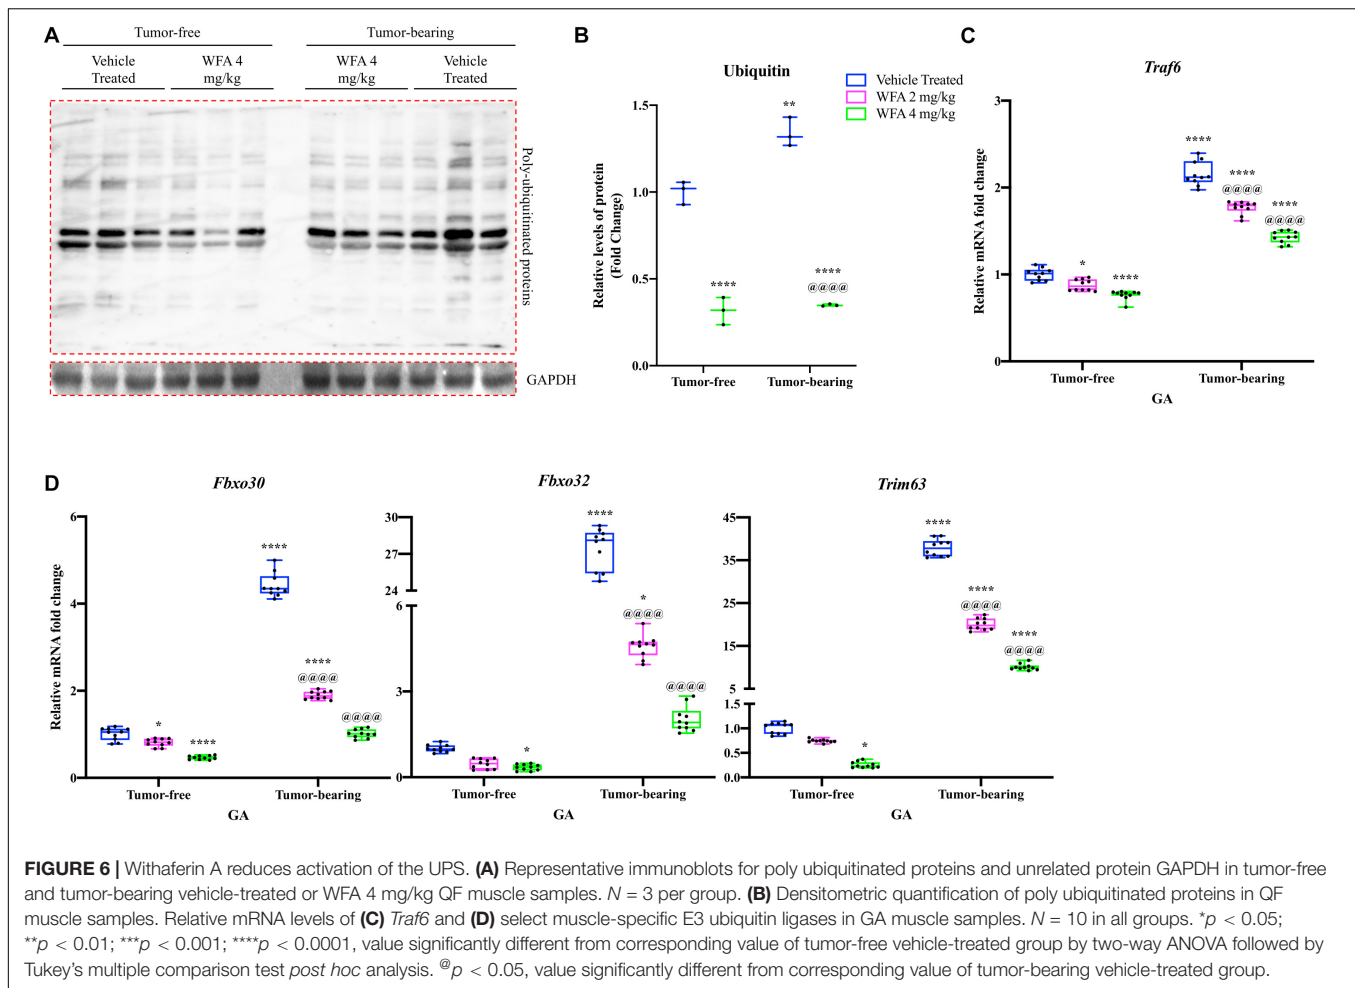 A
Tumor-free
Tumor-bearing
Vehicle Treated
WFA 4 mg/kg
WFA 4 mg/kg
Vehicle Treated
Poly-ubiquitinated proteins
GAPDH
B
Ubiquitin
Vehicle Treated
WFA 2 mg/kg
WFA 4 mg/kg
Relative levels of protein
(Fold Change)
1.5
1.0
0.5
0.0
**
****
****
@@@@
Tumor-free
Tumor-bearing
C
Traf6
Relative mRNA fold change
3
2
1
0
*
****
****
****
@@@@
****
@@@@
Tumor-free
Tumor-bearing
GA
D
Fbxo30
Relative mRNA fold change
6
4
2
0
*
****
****
****
@@@@
@@@@
Tumor-free
Tumor-bearing
GA
Fbxo32
30
27
24
6
3
0
*
****
*
@@@@
@@@@
Tumor-free
Tumor-bearing
GA
Trim63
45
35
25
15
5
1.5
1.0
0.5
0.0
*
****
****
@@@@
****
@@@@
Tumor-free
Tumor-bearing
GA
FIGURE 6 | Withaferin A reduces activation of the UPS. (A) Representative immunoblots for poly ubiquitinated proteins and unrelated protein GAPDH in tumor-free
and tumor-bearing vehicle-treated or WFA 4 mg/kg QF muscle samples. N = 3 per group. (B) Densitometric quantification of poly ubiquitinated proteins in QF
muscle samples. Relative mRNA levels of (C) Traf6 and (D) select muscle-specific E3 ubiquitin ligases in GA muscle samples. N = 10 in all groups. *p < 0.05;
**p < 0.01; ***p < 0.001; ****p < 0.0001, value significantly different from corresponding value of tumor-free vehicle-treated group by two-way ANOVA followed by
Tukey's multiple comparison test post hoc analysis. @p < 0.05, value significantly different from corresponding value of tumor-bearing vehicle-treated group.